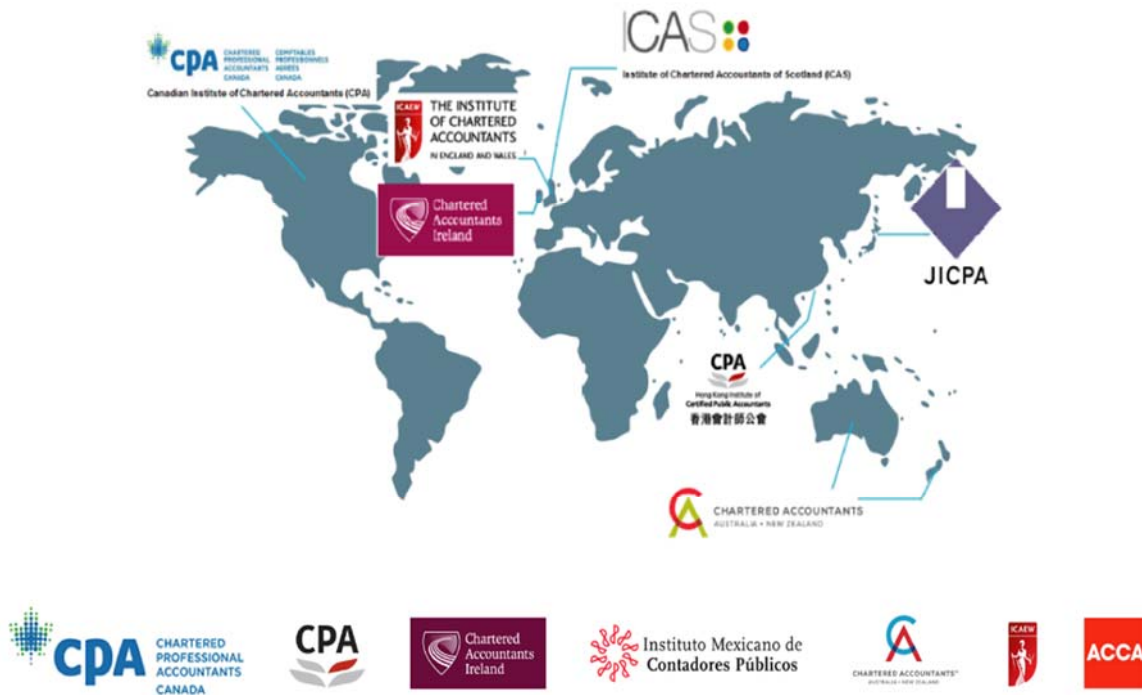 ICAS
CPA
CHARTERED PROFESSIONAL ACCOUNTANTS CANADA
COMPTABLES PROFESSIONNELS AGRÉÉS CANADA
Canadian Institute of Chartered Accountants (CPA)
Institute of Chartered Accountants of Scotland (ICAS)
ICAEW
THE INSTITUTE
OF CHARTERED
ACCOUNTANTS
IN ENGLAND AND WALES
Chartered
Accountants
Ireland
JICPA
CPA
Hong Kong Institute of
Certified Public Accountants
香港會計師公會
CA
CHARTERED ACCOUNTANTS
AUSTRALIA • NEW ZEALAND
CPA
CHARTERED
PROFESSIONAL
ACCOUNTANTS
CANADA
CPA
Chartered
Accountants
Ireland
Instituto Mexicano de
Contadores Públicos
CA
CHARTERED ACCOUNTANTS™
AUSTRALIA • NEW ZEALAND
ICAEW
ACCA